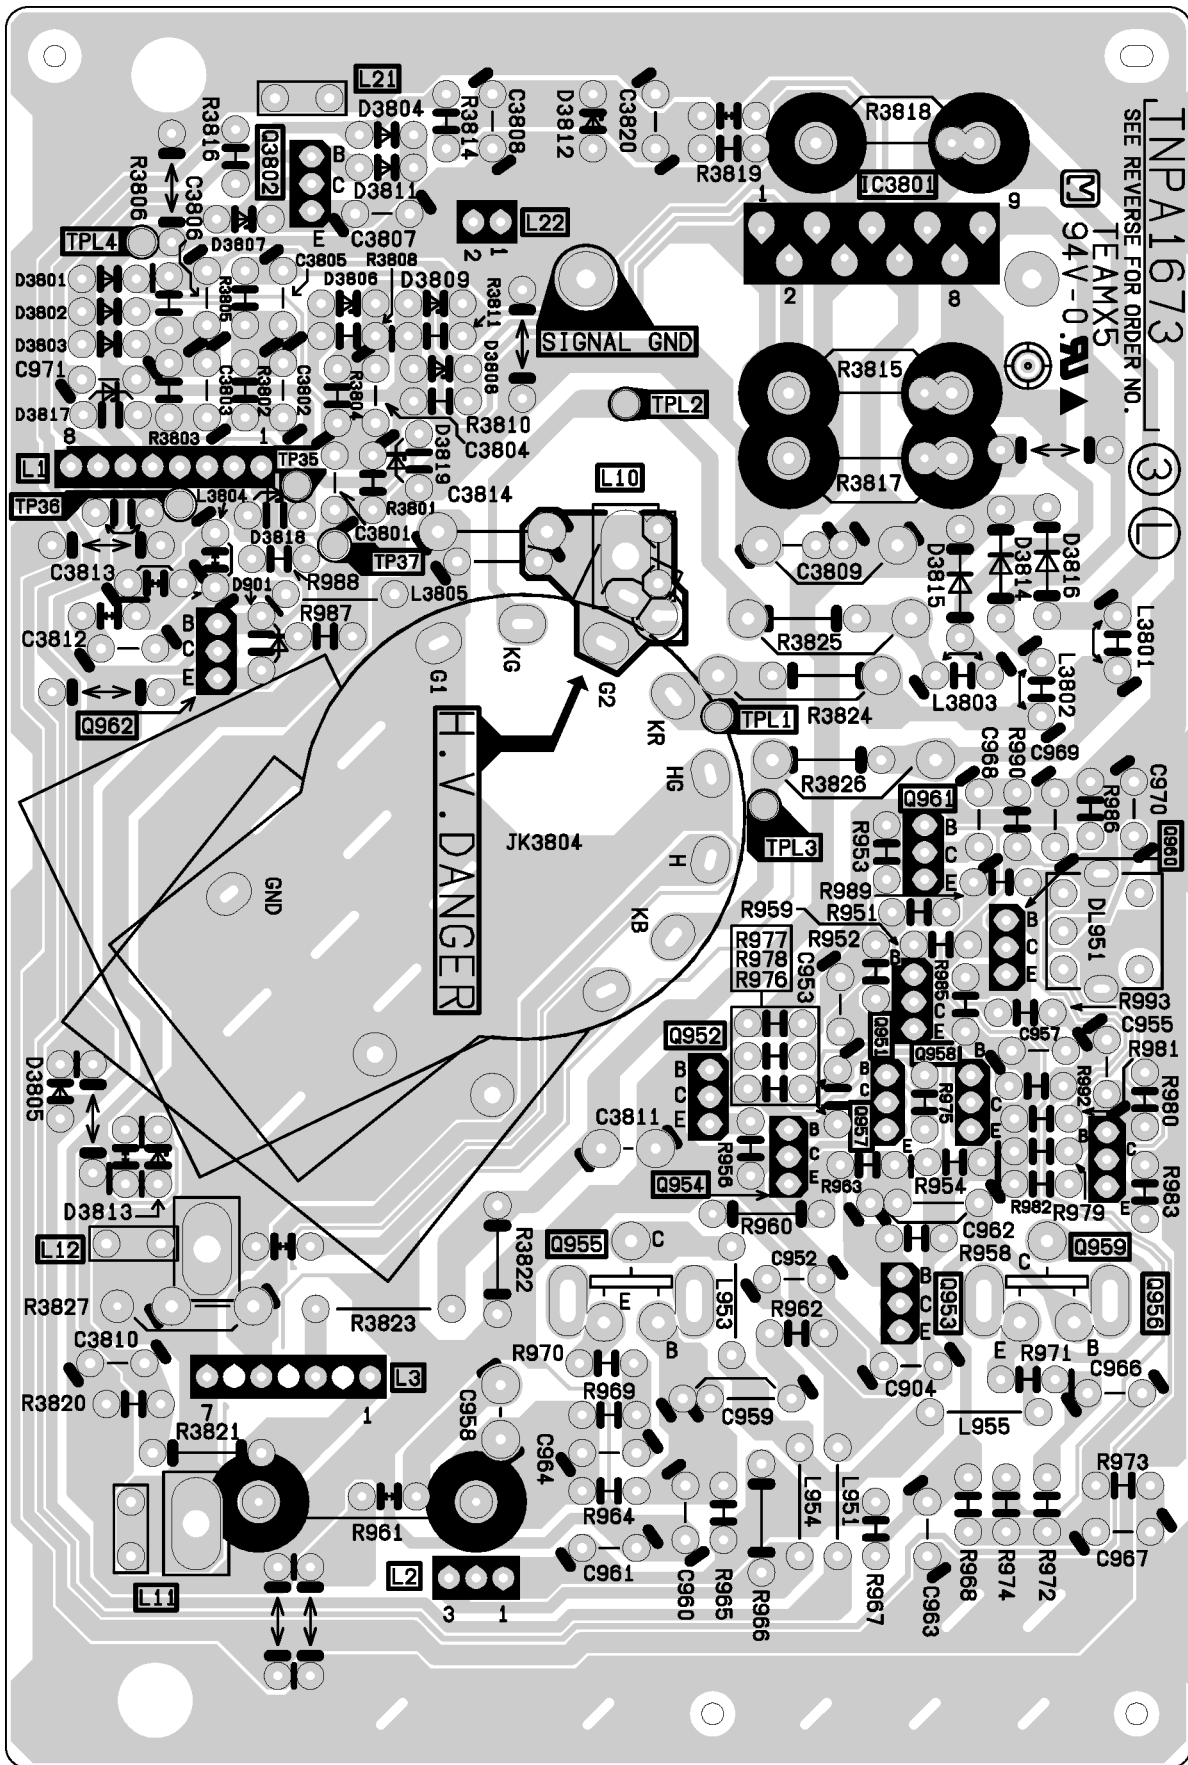 L21
D3804
R3814
C3808
D3812
C3820
R3818
TNPA1673
SEE REVERSE FOR ORDER NO.
R3816
Q3802
B
C
E
D3811
R3819
IC3801
1
9
M
TEAMX5
94V-0
R3806
C3806
TPL4
D3807
C3807
L22
2
1
2
8
D3801
D3802
D3803
C971
D3817
R3805
C3805
D3806
R3808
D3809
R3811
D3808
SIGNAL GND
R3815
C3803
R3802
C3802
R3804
R3810
C3804
TPL2
8
R3803
1
L1
TP35
D3819
R3817
3
L
TP36
L3804
C3814
L10
R3801
C3801
D3818
TP37
C3813
D901
R988
L3805
C3809
D3815
D3814
D3816
C3812
R987
B
C
E
Q962
G1
KG
G2
KR
HG
H
KB
GND
H.V.DANGER
JK3804
R3825
R3824
R3826
TPL1
TPL3
L3803
L3802
L3801
C968
R990
C969
C970
R986
Q961
B
C
E
Q960
R953
R989
R959
R951
R952
R977
R978
R976
C953
B
C
E
DL951
B
R985
C
E
R993
C957
C955
R981
Q951
Q958
Q952
B
C
E
D3805
B
C
E
R975
C
E
R992
R980
C3811
R956
Q957
B
C
E
R963
R954
R982
R979
B
C
E
R983
Q954
D3813
R960
C962
R958
L12
R3822
Q955
C
E
B
L953
C952
R962
B
C
E
Q953
Q959
C
E
B
Q956
R3827
R3823
C3810
R970
R969
C904
R971
C966
L3
7
1
R3820
C958
C959
L955
R3821
C964
R973
R961
R964
L954
L951
L11
L2
3
1
C961
C960
R965
R966
R967
C963
R968
R974
R972
C967